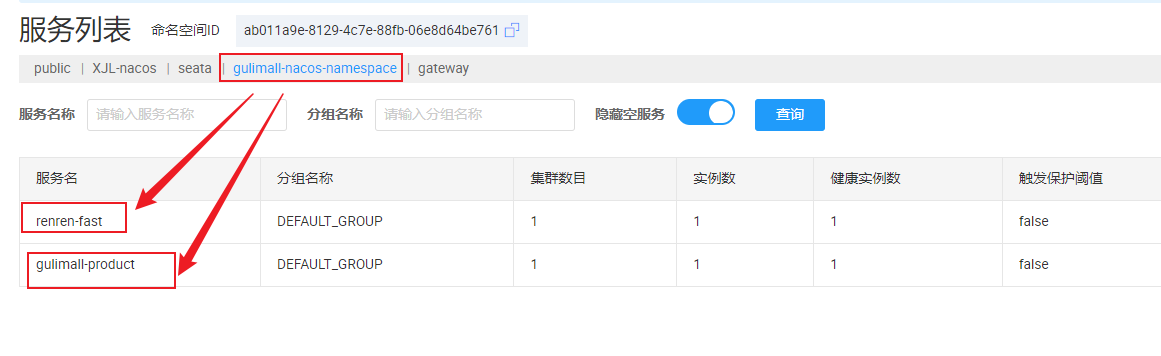 服务列表 命名空间ID ab011a9e-8129-4c7e-88fb-06e8d64be761
public | XJL-nacos | seata | gulimall-nacos-namespace | gateway
服务名称 请输入服务名称 分组名称 请输入分组名称 隐藏空服务 查询
服务名 分组名称 集群数目 实例数 健康实例数 触发保护阈值
renren-fast DEFAULT_GROUP 1 1 1 false
gulimall-product DEFAULT_GROUP 1 1 1 false